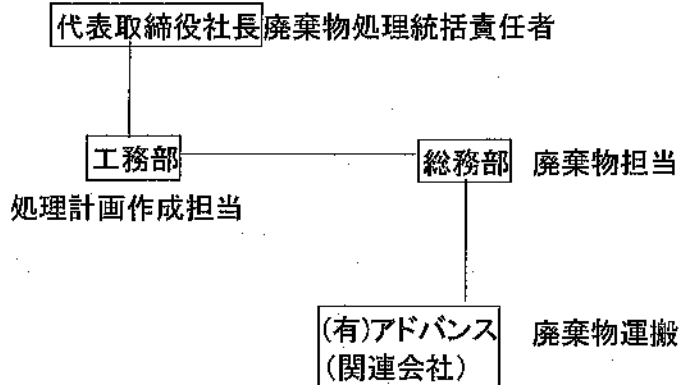 代表取締役社長廃棄物処理統括責任者
工務部
総務部 廃棄物担当
処理計画作成担当
(有)アドバンス 廃棄物運搬
(関連会社)